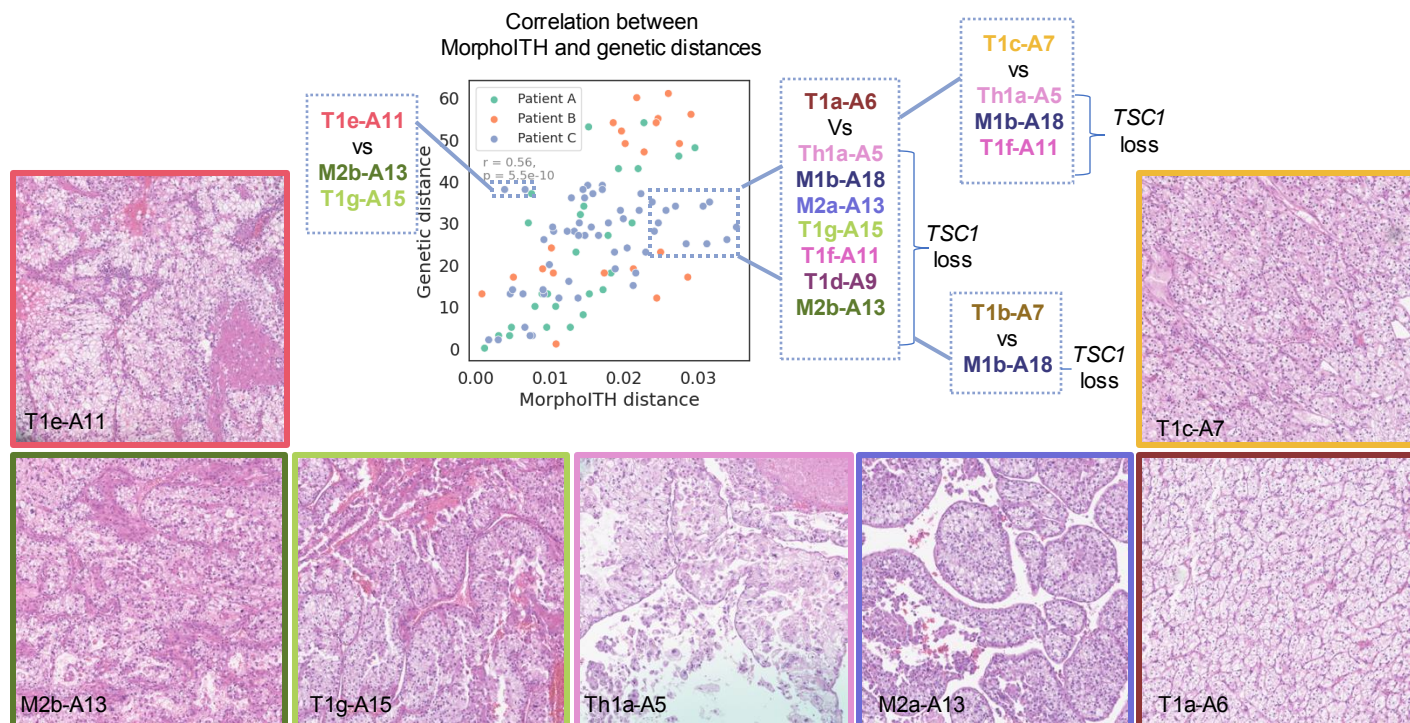 Correlation between
MorphoITH and genetic distances
T1e-A11
vs
M2b-A13
T1g-A15
Genetic distance
60
50
40
30
20
10
0
Patient A
Patient B
Patient C
r = 0.56,
p = 5.5e-10
0.00 0.01 0.02 0.03
MorphoITH distance
T1a-A6
Vs
Th1a-A5
M1b-A18
M2a-A13
T1g-A15
T1f-A11
T1d-A9
M2b-A13
TSC1
loss
T1c-A7
vs
Th1a-A5
M1b-A18
T1f-A11
TSC1
loss
T1b-A7
vs
M1b-A18
TSC1
loss
T1e-A11
T1c-A7
M2b-A13
T1g-A15
Th1a-A5
M2a-A13
T1a-A6